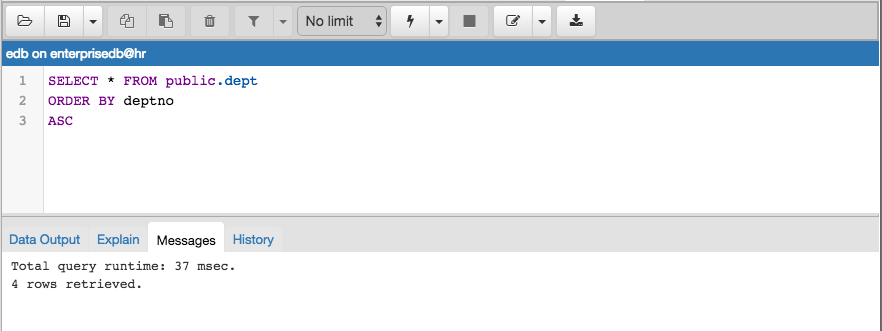 No limit
edb on enterprisedb@hr
1 SELECT * FROM public.dept
2 ORDER BY deptno
3 ASC
Data Output Explain Messages History
Total query runtime: 37 msec.
4 rows retrieved.